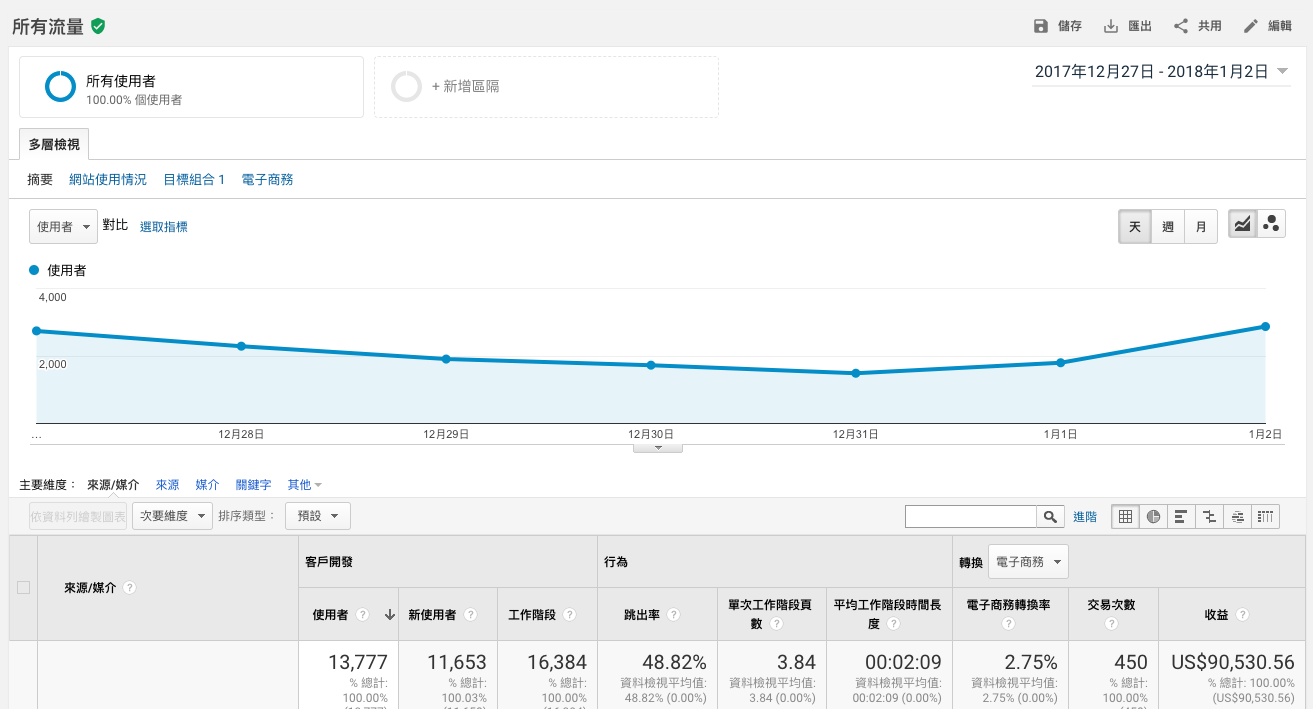 所有流量
儲存 匯出 共用 編輯
所有使用者
100.00% 個使用者
+ 新增區隔
2017年12月27日 - 2018年1月2日
多層檢視
摘要 網站使用情況 目標組合 1 電子商務
使用者 對比 選取指標
天 週 月
使用者
4,000
2,000
... 12月28日 12月29日 12月30日 12月31日 1月1日 1月2日
主要維度： 來源/媒介 來源 媒介 關鍵字 其他
依資料列繪製圖表 次要維度 排序類型： 預設 進階
來源/媒介 ?
客戶開發 行為 轉換 電子商務
使用者 ? 新使用者 ? 工作階段 ? 跳出率 ? 單次工作階段頁數 ? 平均工作階段時間長度 ? 電子商務轉換率 ? 交易次數 ? 收益 ?
13,777 11,653 16,384 48.82% 3.84 00:02:09 2.75% 450 US$90,530.56
% 總計: % 總計: % 總計: 資料檢視平均值: 資料檢視平均值: 資料檢視平均值: 資料檢視平均值: % 總計: % 總計: 100.00%
100.00% 100.03% 100.00% 48.82% (0.00%) 3.84 (0.00%) 00:02:09 (0.00%) 2.75% (0.00%) 100.00% (US$90,530.56)